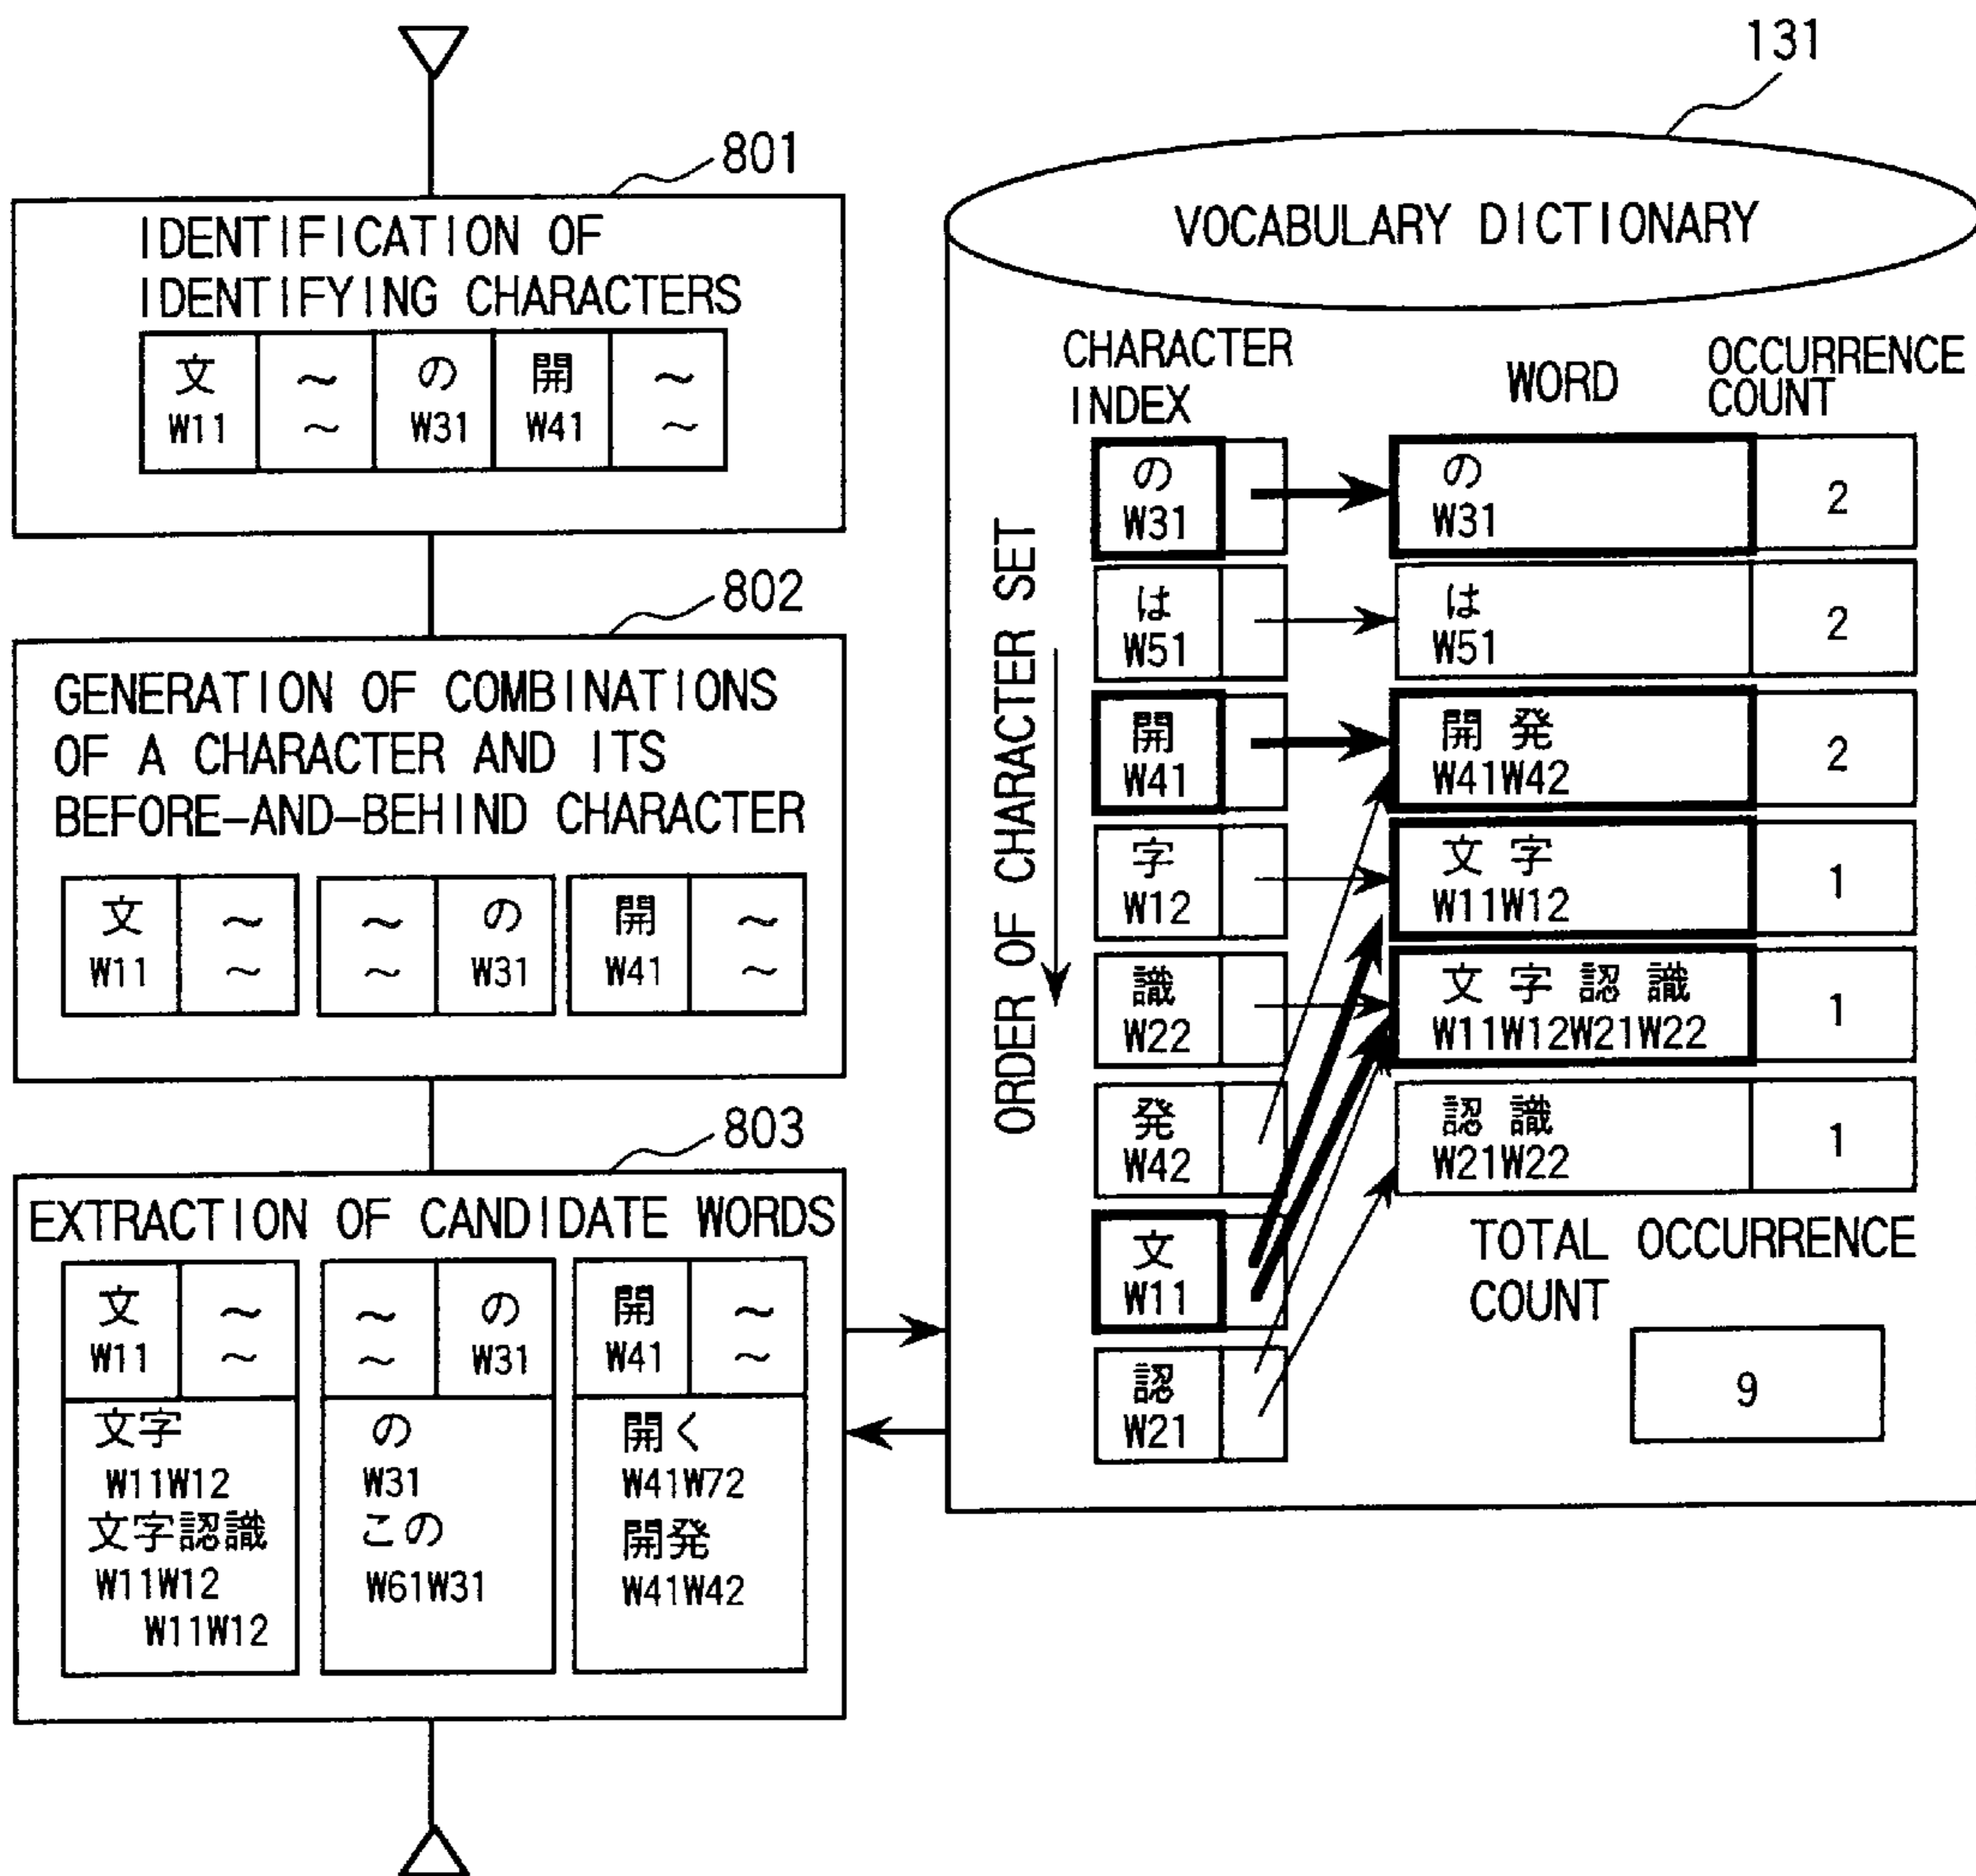 801
IDENTIFICATION OF
IDENTIFYING CHARACTERS
文 ～ の 開 ～
W11 ～ W31 W41 ～
802
GENERATION OF COMBINATIONS
OF A CHARACTER AND ITS
BEFORE-AND-BEHIND CHARACTER
文 ～ ～ の 開 ～
W11 ～ ～ W31 W41 ～
803
EXTRACTION OF CANDIDATE WORDS
文 ～ ～ の 開 ～
W11 ～ ～ W31 W41 ～
文字
W11W12
文字認識
W11W12
W11W12
の
W31
この
W61W31
開く
W41W72
開発
W41W42
131
VOCABULARY DICTIONARY
CHARACTER
INDEX
WORD
OCCURRENCE
COUNT
ORDER OF CHARACTER SET
の
W31
は
W51
開
W41
字
W12
識
W22
発
W42
文
W11
認
W21
の 2
W31
は 2
W51
開発 2
W41W42
文字 1
W11W12
文字認識 1
W11W12W21W22
認識 1
W21W22
TOTAL OCCURRENCE
COUNT
9